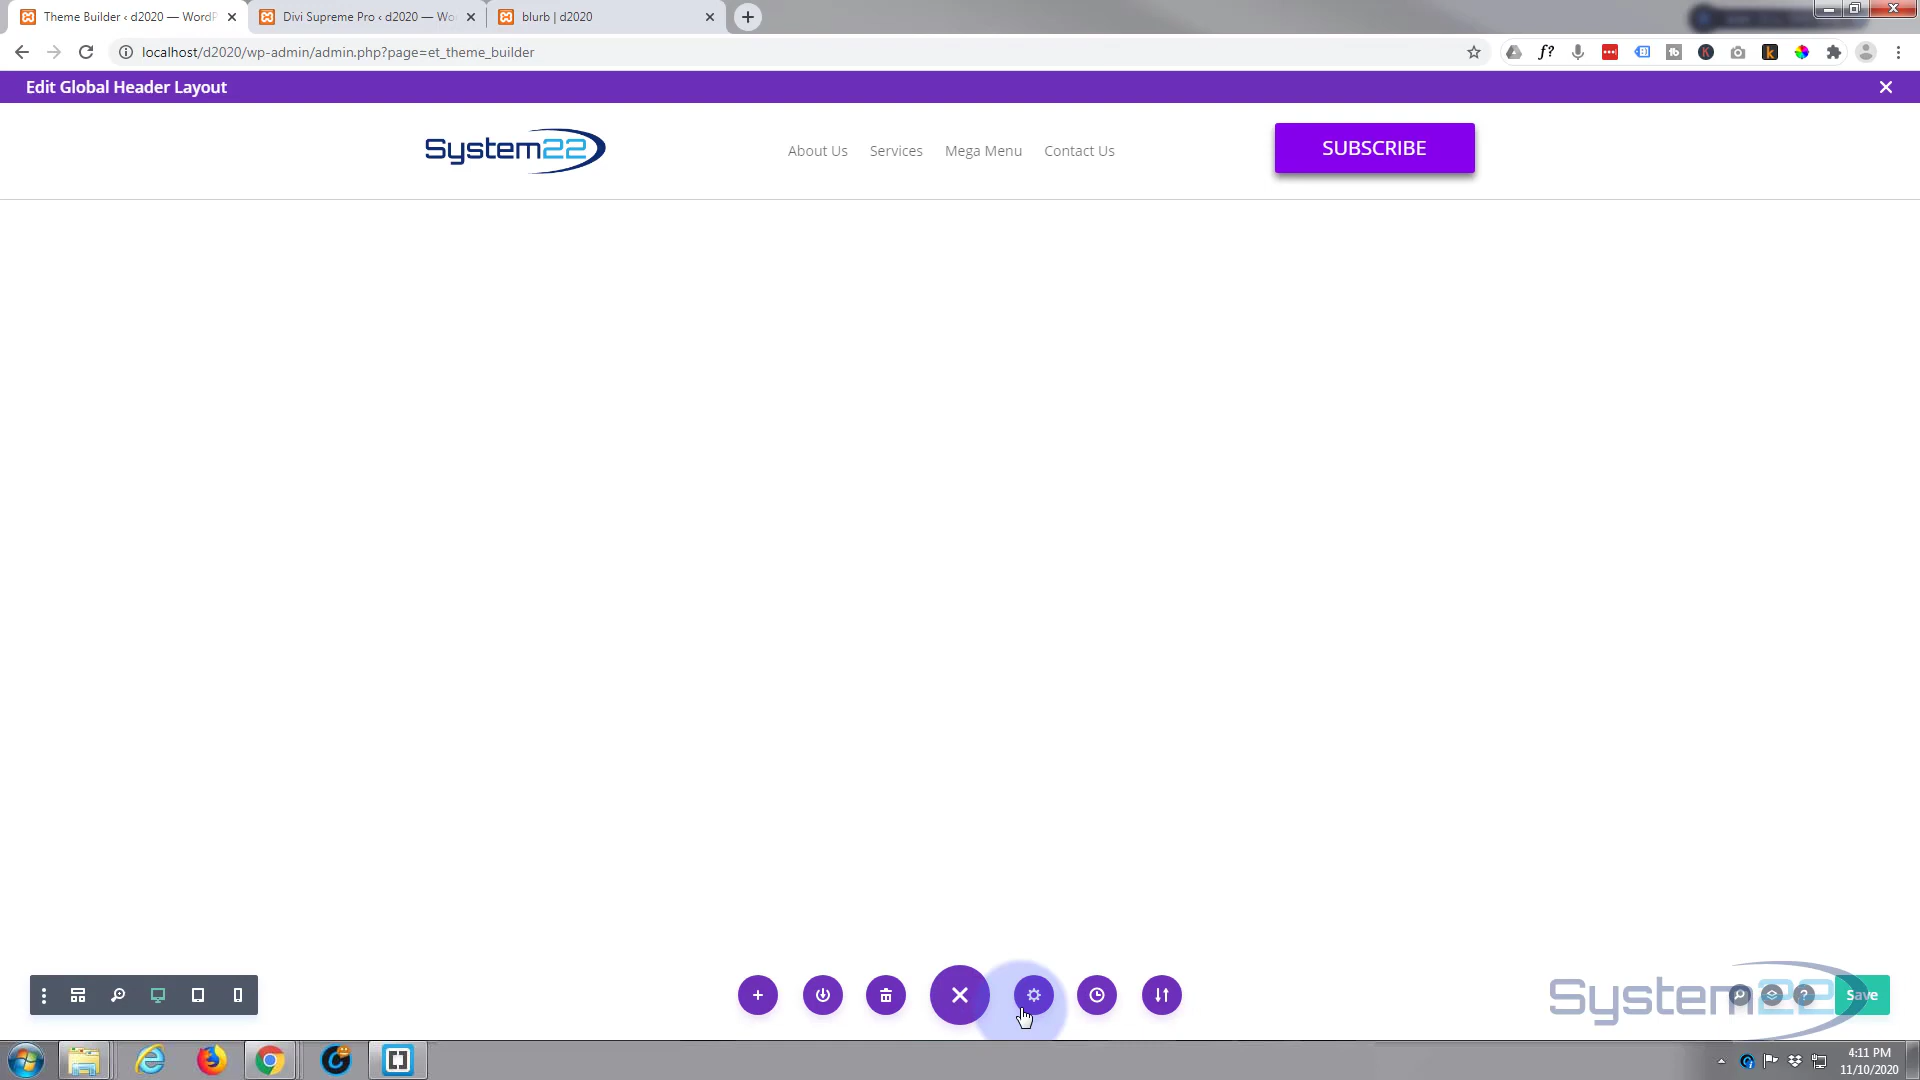 Theme Builder ‹ d2020 — WordP
Divi Supreme Pro ‹ d2020 — Wo
blurb | d2020
localhost/d2020/wp-admin/admin.php?page=et_theme_builder
Edit Global Header Layout
System22
About Us
Services
Mega Menu
Contact Us
SUBSCRIBE
System22
Save
4:11 PM
11/10/2020